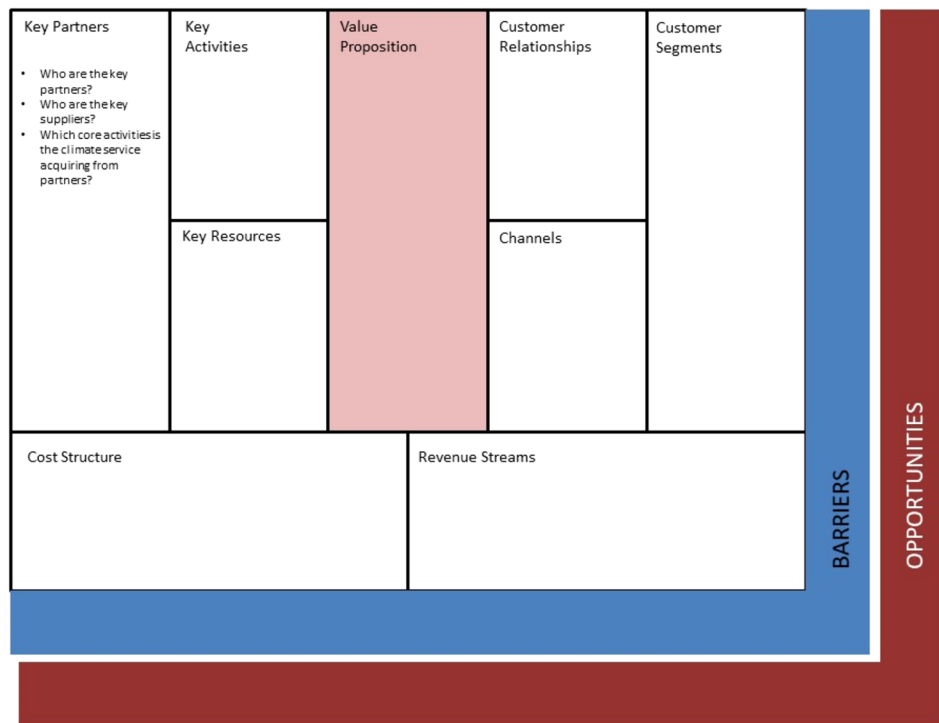 Key Partners
• Who are the key
partners?
• Who are the key
suppliers?
• Which core activities is
the climate service
acquiring from
partners?
Key
Activities
Key Resources
Value
Proposition
Customer
Relationships
Channels
Customer
Segments
Cost Structure
Revenue Streams
BARRIERS
OPPORTUNITIES